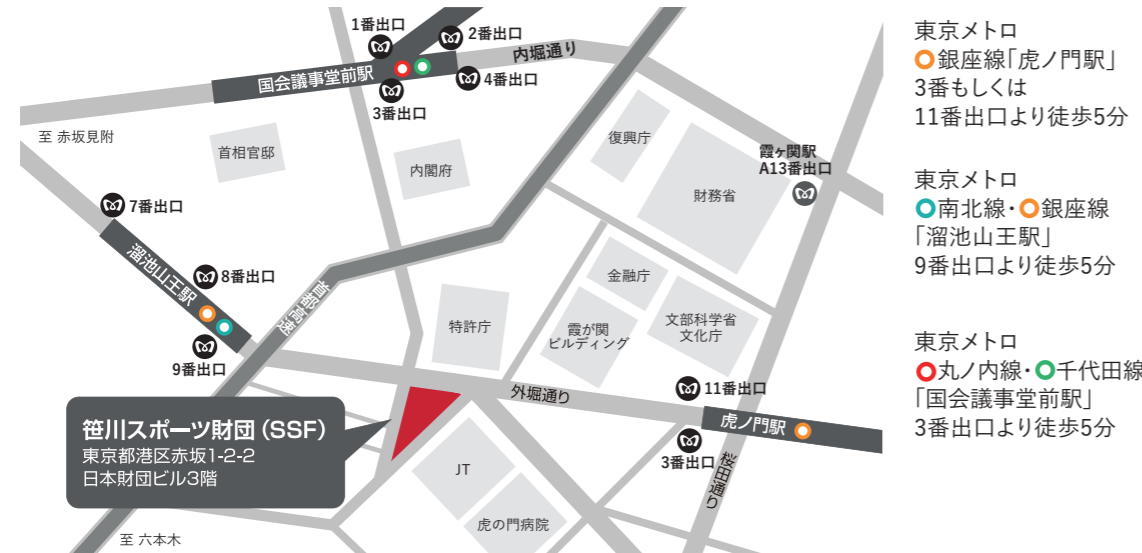 1番出口
2番出口
内堀通り
国会議事堂前駅
4番出口
3番出口
至 赤坂見附
首相官邸
内閣府
復興庁
霞ヶ関駅
A13番出口
財務省
7番出口
溜池山王駅
8番出口
首都高速
金融庁
特許庁
霞が関
ビルディング
文部科学省
文化庁
9番出口
外堀通り
11番出口
虎ノ門駅
3番出口
桜田通り
笹川スポーツ財団 (SSF)
東京都港区赤坂1-2-2
日本財団ビル3階
JT
虎の門病院
至 六本木
東京メトロ
銀座線「虎ノ門駅」
3番もしくは
11番出口より徒歩5分
東京メトロ
南北線・銀座線
「溜池山王駅」
9番出口より徒歩5分
東京メトロ
丸ノ内線・千代田線
「国会議事堂前駅」
3番出口より徒歩5分